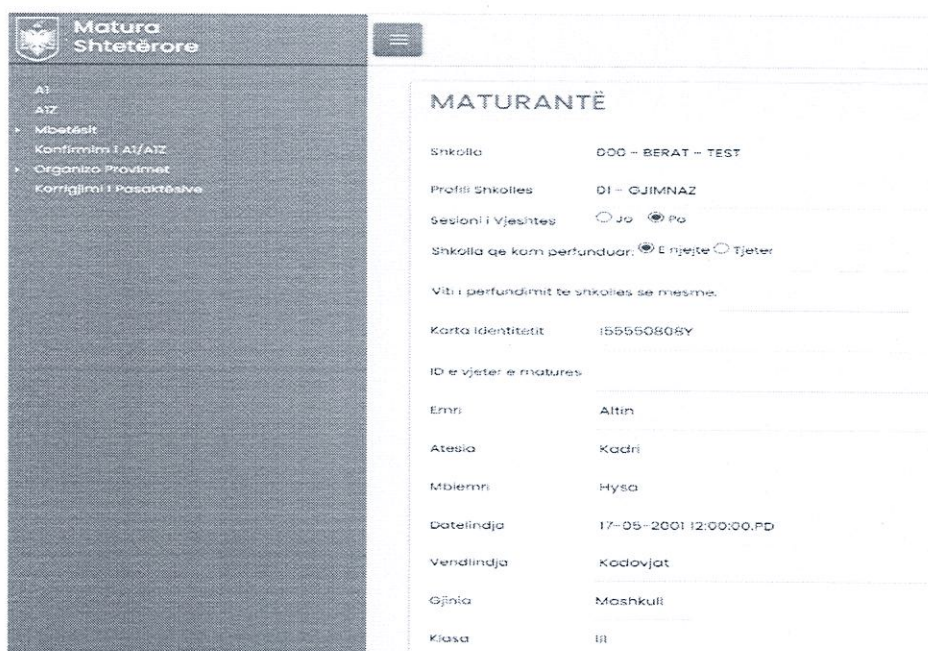 Matura
Shtetërore
A1
A1Z
Mbetësit
Konfirmim i A1/A1Z
Organizo Provimet
Korrigjimi i Pasaktësive
MATURANTË
Shkolla 000 - BERAT - TEST
Profili Shkolles 01 - GJIMNAZ
Sesioni i Vjeshtes Jo Po
Shkolla qe kam perfunduar: E njejte Tjeter
Viti i perfundimit te shkolles se mesme.
Karta Identitetit I55550808Y
ID e vjeter e matures
Emri Altin
Atesia Kadri
Mbiemri Hysa
Datelindja 17-05-2001 12:00:00.PD
Vendlindja Kodovjat
Gjinia Mashkull
Klasa III